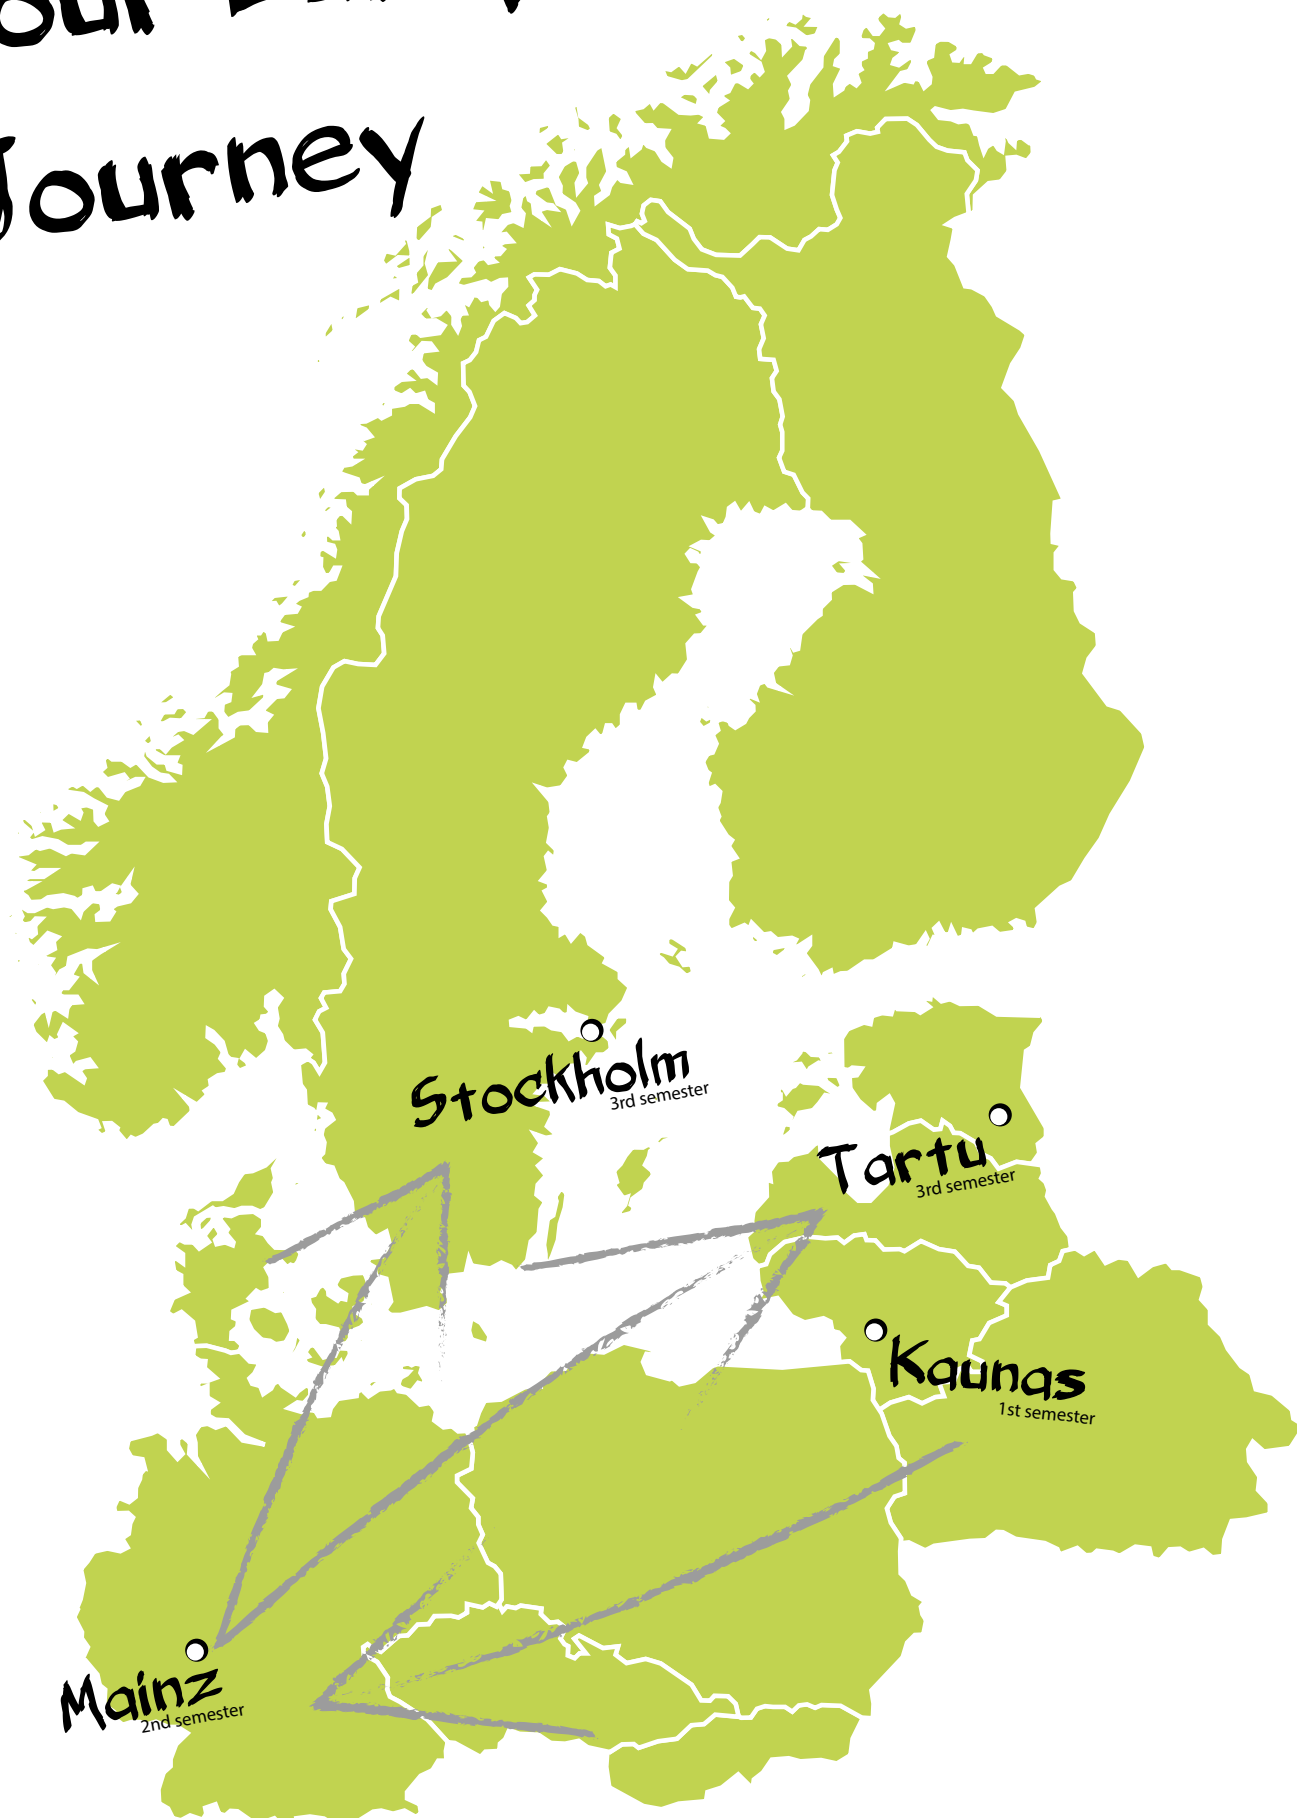 Journey
Stockholm
3rd semester
Tartu
3rd semester
Kaunas
1st semester
Mainz
2nd semester